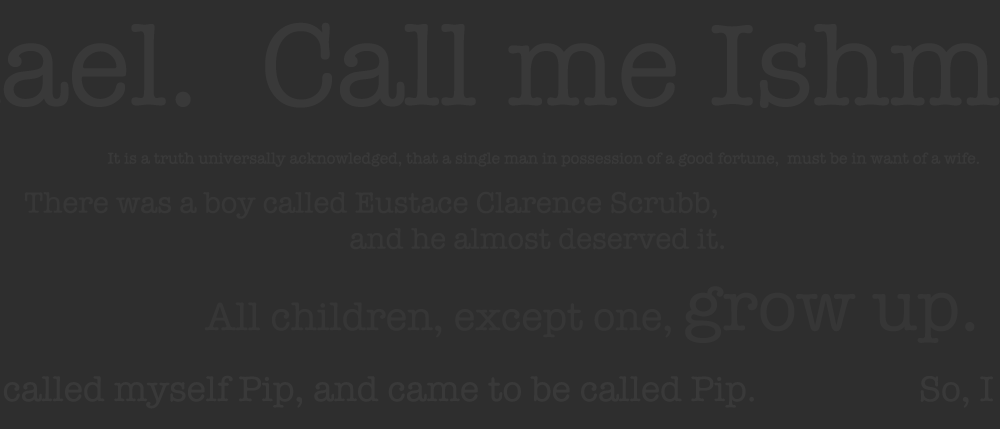 ael.  Call me Ishm
It is a truth universally acknowledged, that a single man in possession of a good fortune,  must be in want of a wife.
There was a boy called Eustace Clarence Scrubb,
and he almost deserved it.
All children, except one, grow up.
called myself Pip, and came to be called Pip.  So, I